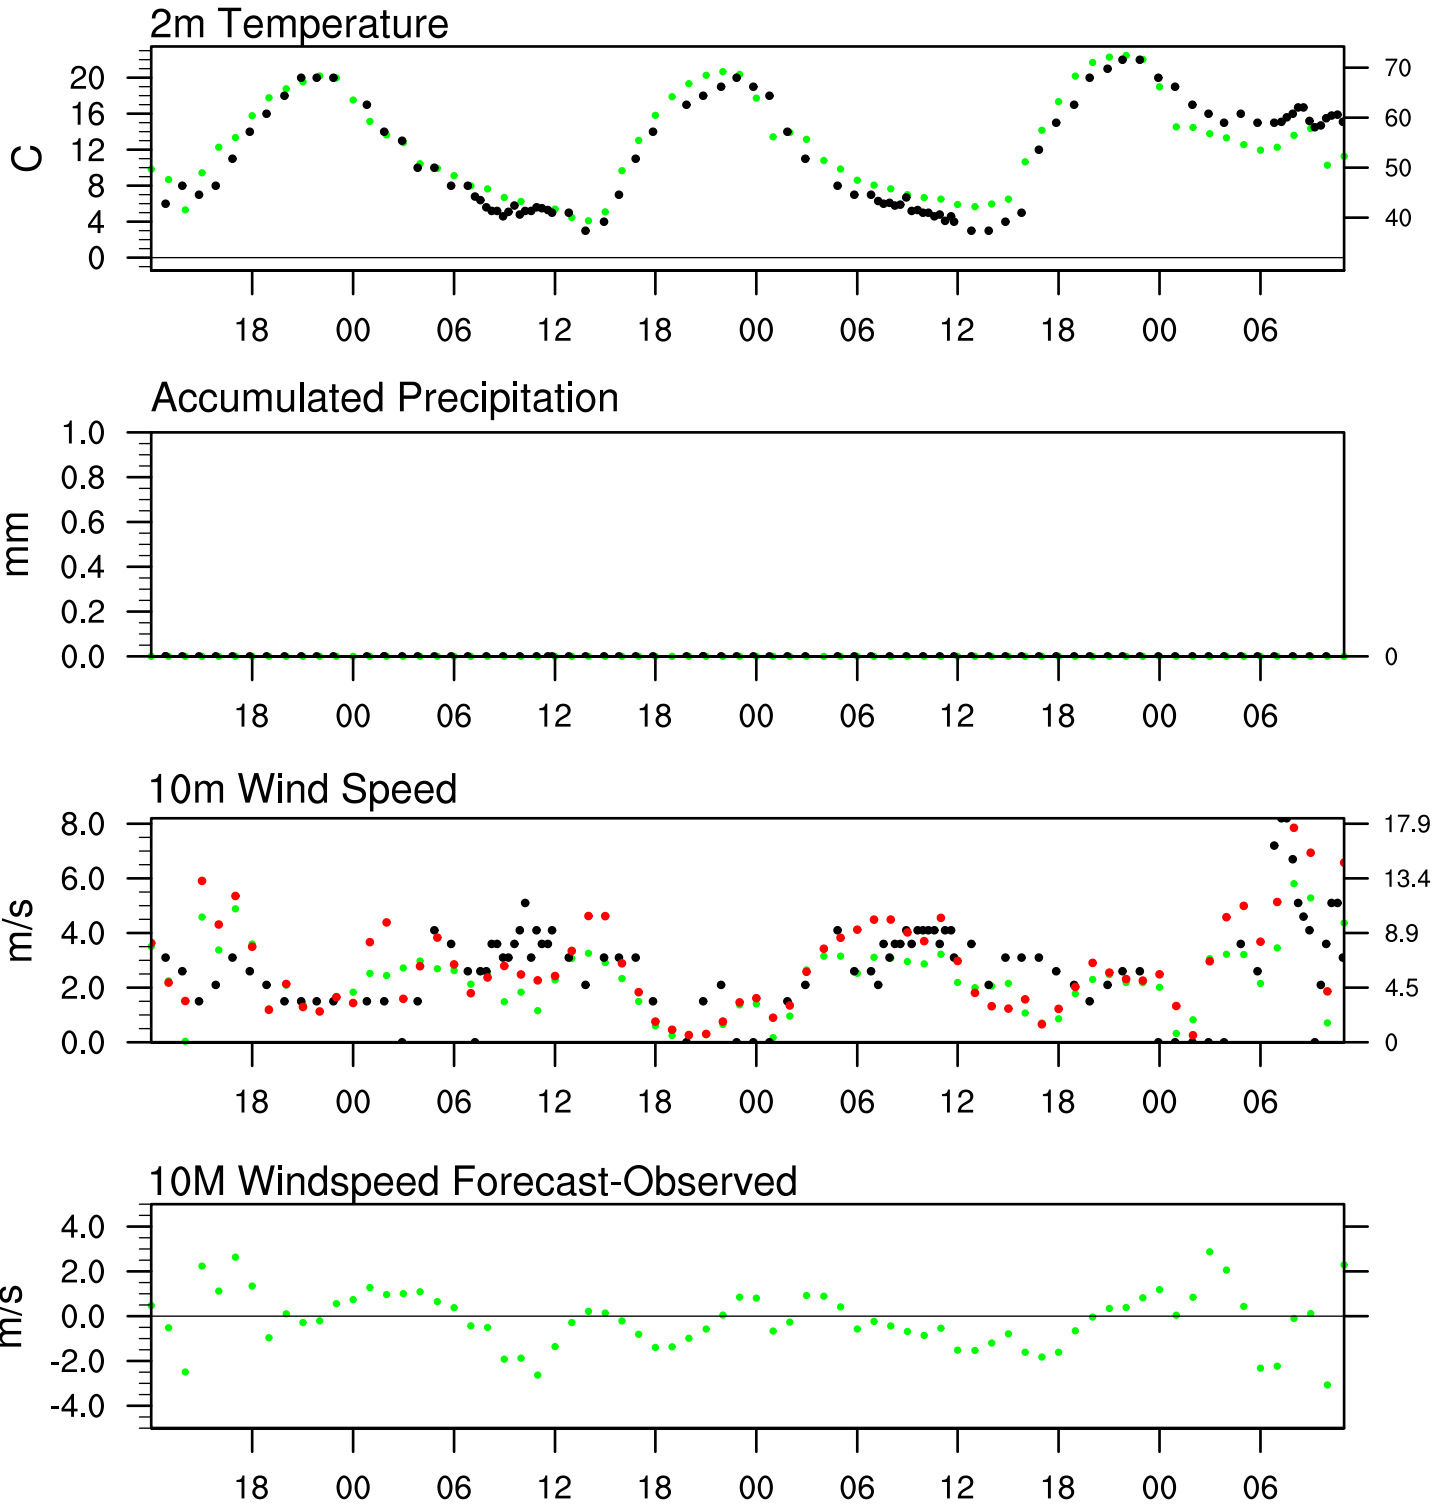 2m Temperature
20 70
16 60
12 50
8
4 40
0
C
18 00 06 12 18 00 06 12 18 00 06
Accumulated Precipitation
1.0
0.8
0.6
0.4
0.2
0.0 0
mm
18 00 06 12 18 00 06 12 18 00 06
10m Wind Speed
8.0 17.9
6.0 13.4
4.0 8.9
2.0 4.5
0.0 0
m/s
18 00 06 12 18 00 06 12 18 00 06
10M Windspeed Forecast-Observed
4.0
2.0
0.0
-2.0
-4.0
m/s
18 00 06 12 18 00 06 12 18 00 06